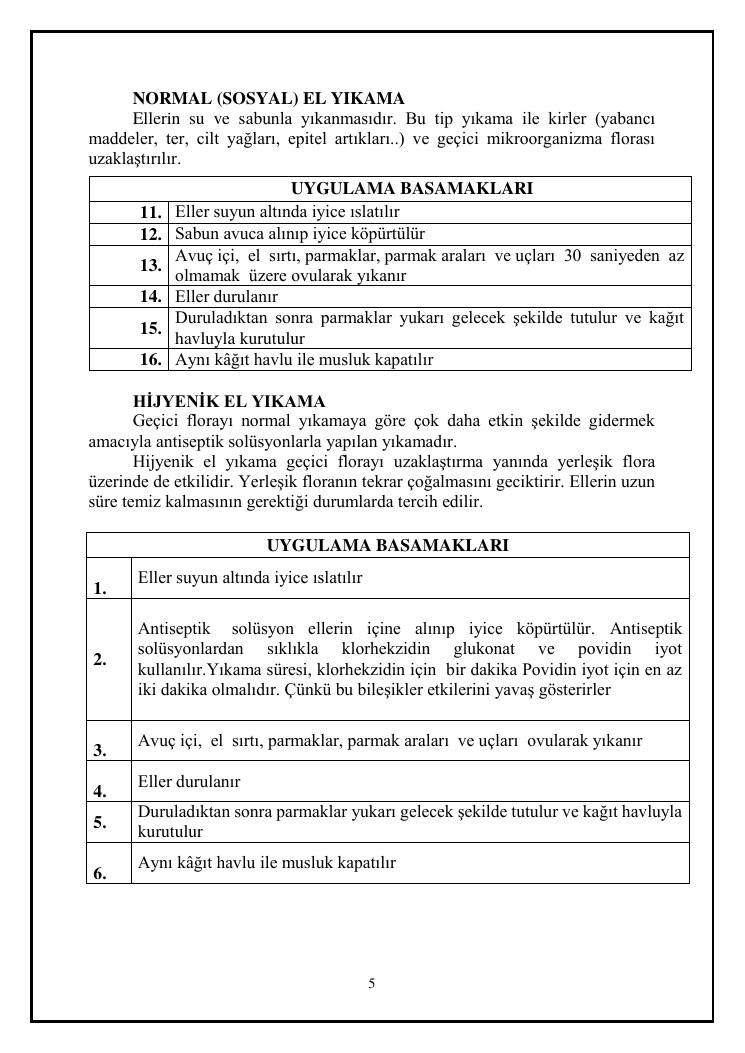 NORMAL (SOSYAL) EL YIKAMA
Ellerin su ve sabunla yıkanmasıdır. Bu tip yıkama ile kirler (yabancı
maddeler, ter, cilt yağları, epitel artıkları..) ve geçici mikroorganizma florası
uzaklaştırılır.
UYGULAMA BASAMAKLARI
11. Eller suyun altında iyice ıslatılır
12. Sabun avuca alınıp iyice köpürtülür
13. Avuç içi, el sırtı, parmaklar, parmak araları ve uçları 30 saniyeden az
olmamak üzere ovularak yıkanır
14. Eller durulanır
15. Duruladıktan sonra parmaklar yukarı gelecek şekilde tutulur ve kağıt
havluyla kurutulur
16. Aynı kâğıt havlu ile musluk kapatılır
HİJYENİK EL YIKAMA
Geçici florayı normal yıkamaya göre çok daha etkin şekilde gidermek
amacıyla antiseptik solüsyonlarla yapılan yıkamadır.
Hijyenik el yıkama geçici florayı uzaklaştırma yanında yerleşik flora
üzerinde de etkilidir. Yerleşik floranın tekrar çoğalmasını geciktirir. Ellerin uzun
süre temiz kalmasının gerektiği durumlarda tercih edilir.
UYGULAMA BASAMAKLARI
1. Eller suyun altında iyice ıslatılır
2. Antiseptik solüsyon ellerin içine alınıp iyice köpürtülür. Antiseptik
solüsyonlardan sıklıkla klorhekzidin glukonat ve povidin iyot
kullanılır.Yıkama süresi, klorhekzidin için bir dakika Povidin iyot için en az
iki dakika olmalıdır. Çünkü bu bileşikler etkilerini yavaş gösterirler
3. Avuç içi, el sırtı, parmaklar, parmak araları ve uçları ovularak yıkanır
4. Eller durulanır
5. Duruladıktan sonra parmaklar yukarı gelecek şekilde tutulur ve kağıt havluyla
kurutulur
6. Aynı kâğıt havlu ile musluk kapatılır
5